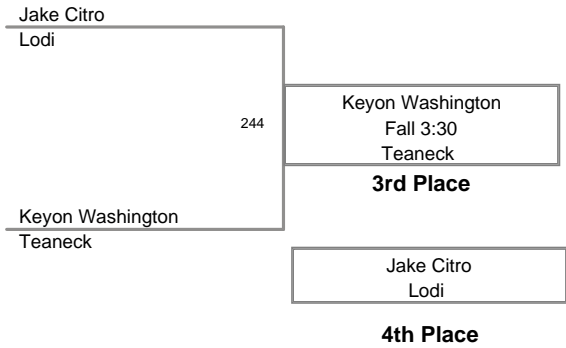 Jake Citro
Lodi
244
Keyon Washington
Fall 3:30
Teaneck
3rd Place
Keyon Washington
Teaneck
Jake Citro
Lodi
4th Place